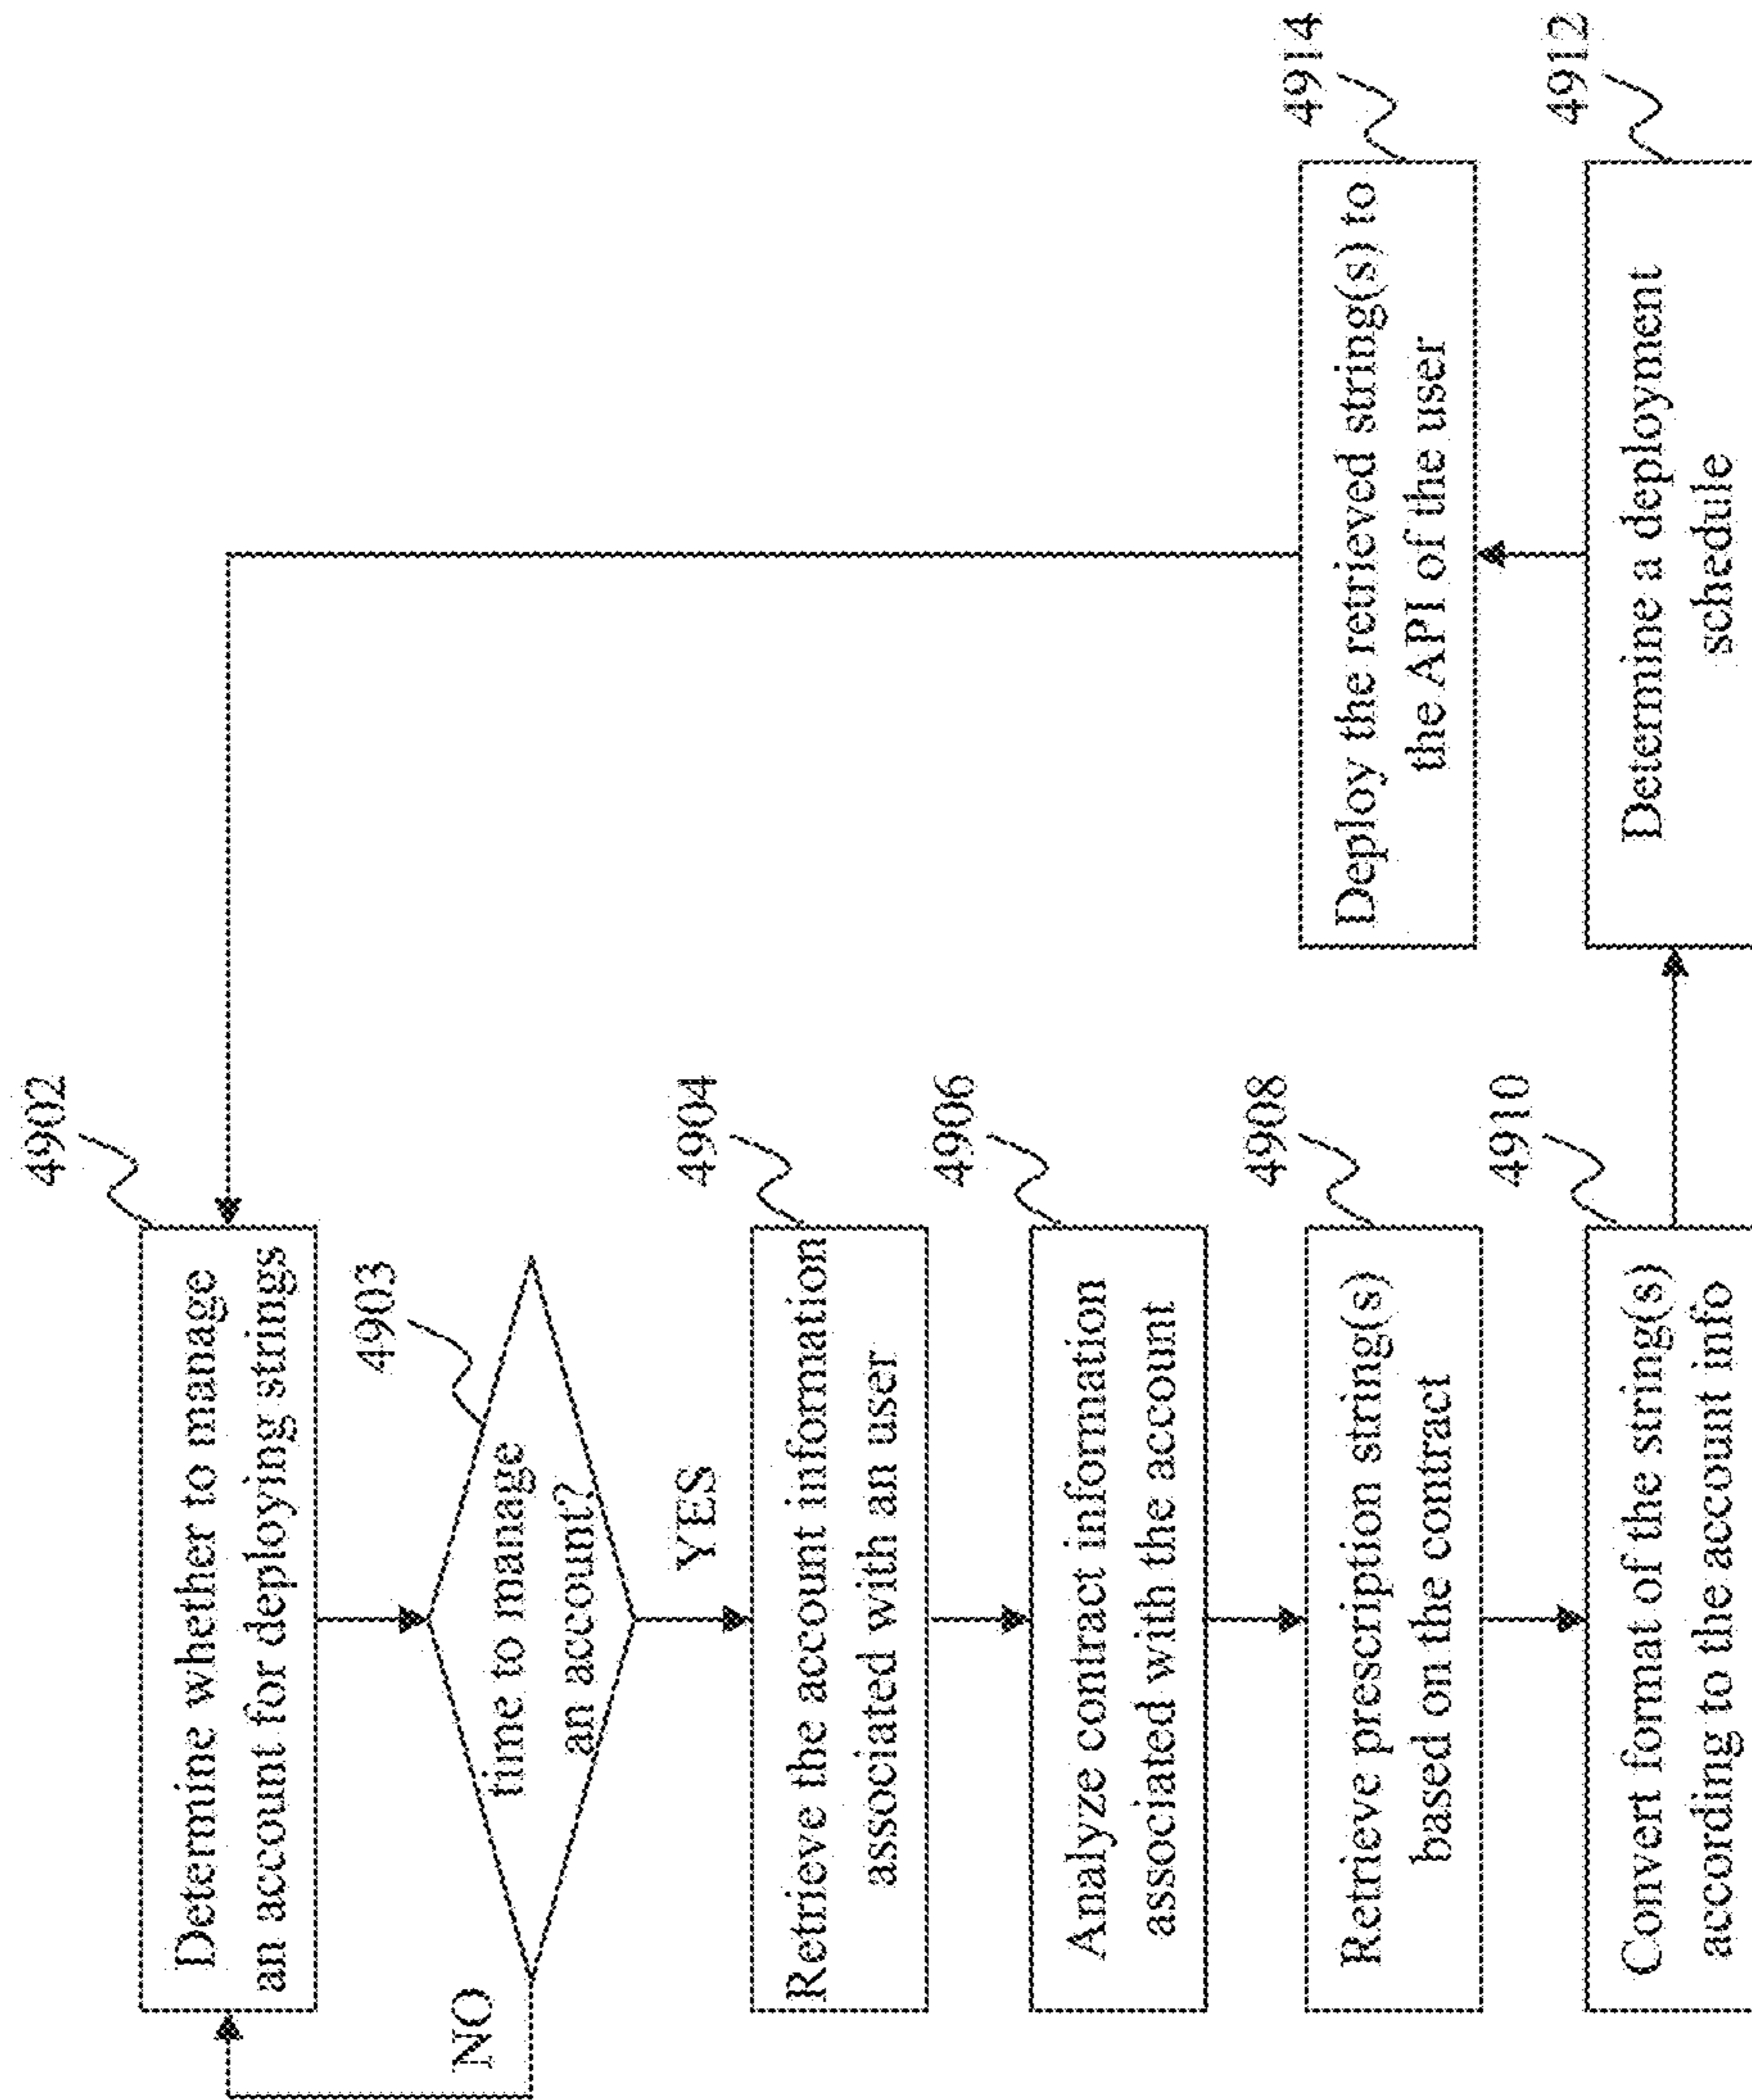 4902
Determine whether to manage
an account for deploying strings
4903
time to manage
an account?
NO
YES
4904
Retrieve the account information
associated with an user
4906
Analyze contract information
associated with the account
4908
Retrieve prescription string(s)
based on the contract
4910
Convert format of the string(s)
according to the account info
4912
Determine a deployment
schedule
4914
Deploy the retrieved string(s) to
the API of the user